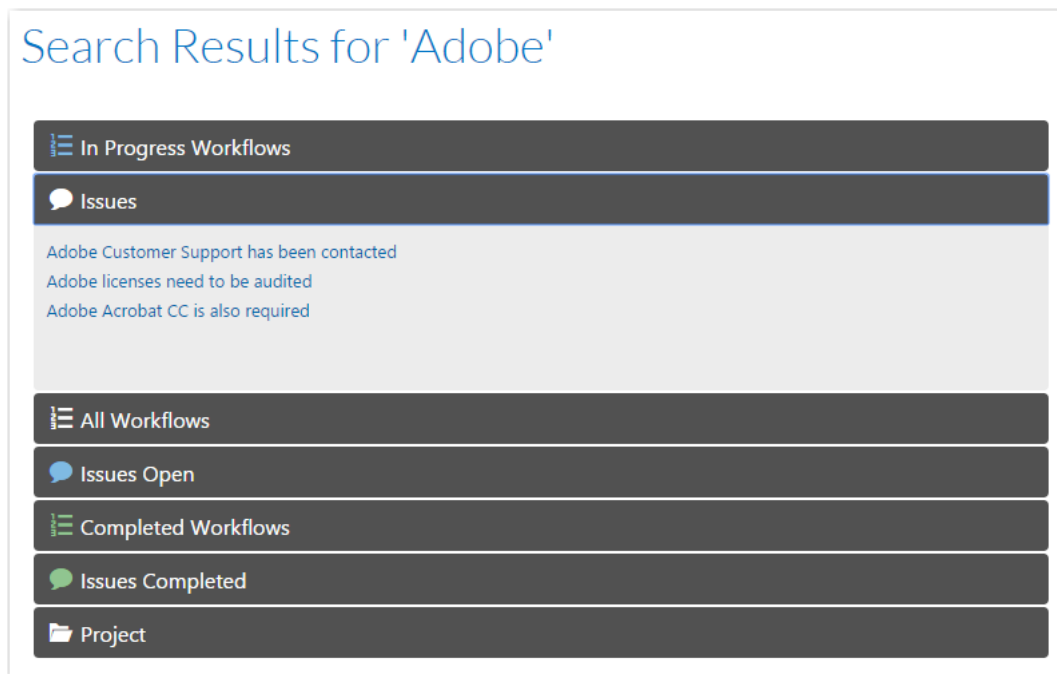 Search Results for 'Adobe'
In Progress Workflows
Issues
Adobe Customer Support has been contacted
Adobe licenses need to be audited
Adobe Acrobat CC is also required
All Workflows
Issues Open
Completed Workflows
Issues Completed
Project